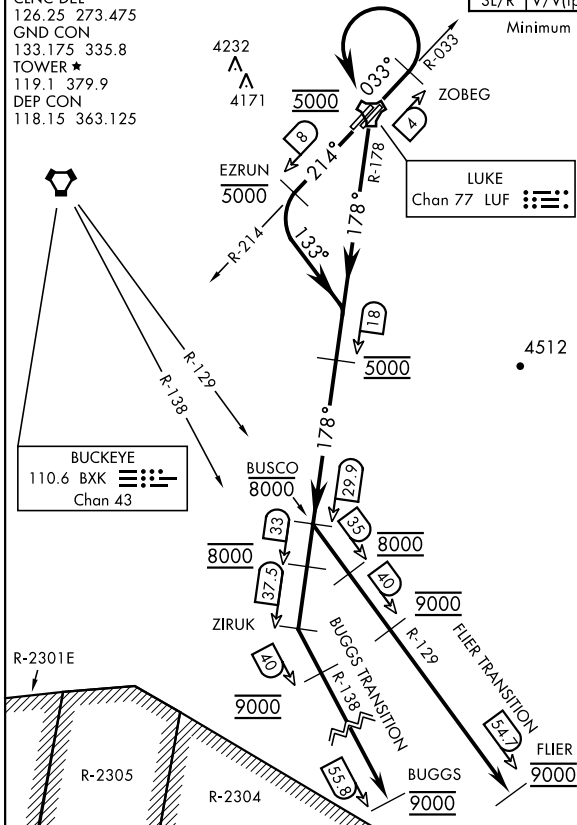 CLNC DEL
126.25 273.475
GND CON
133.175 335.8
TOWER ★
119.1 379.9
DEP CON
118.15 363.125
Minimum
4232
4171
5000
033°
R-033
ZOBEG
4
8
214°
EZRUN
5000
R-214
133°
R-178
178°
LUKE
Chan 77 LUF
18
5000
4512
R-129
R-138
178°
BUCKEYE
110.6 BXK
Chan 43
BUSCO
8000
29.9
33
35
8000
8000
37.5
40
9000
ZIRUK
BUGGS TRANSITION
FLIER TRANSITION
R-129
R-2301E
40
R-138
9000
R-2305
R-2304
54.7
FLIER
9000
55.8
BUGGS
9000